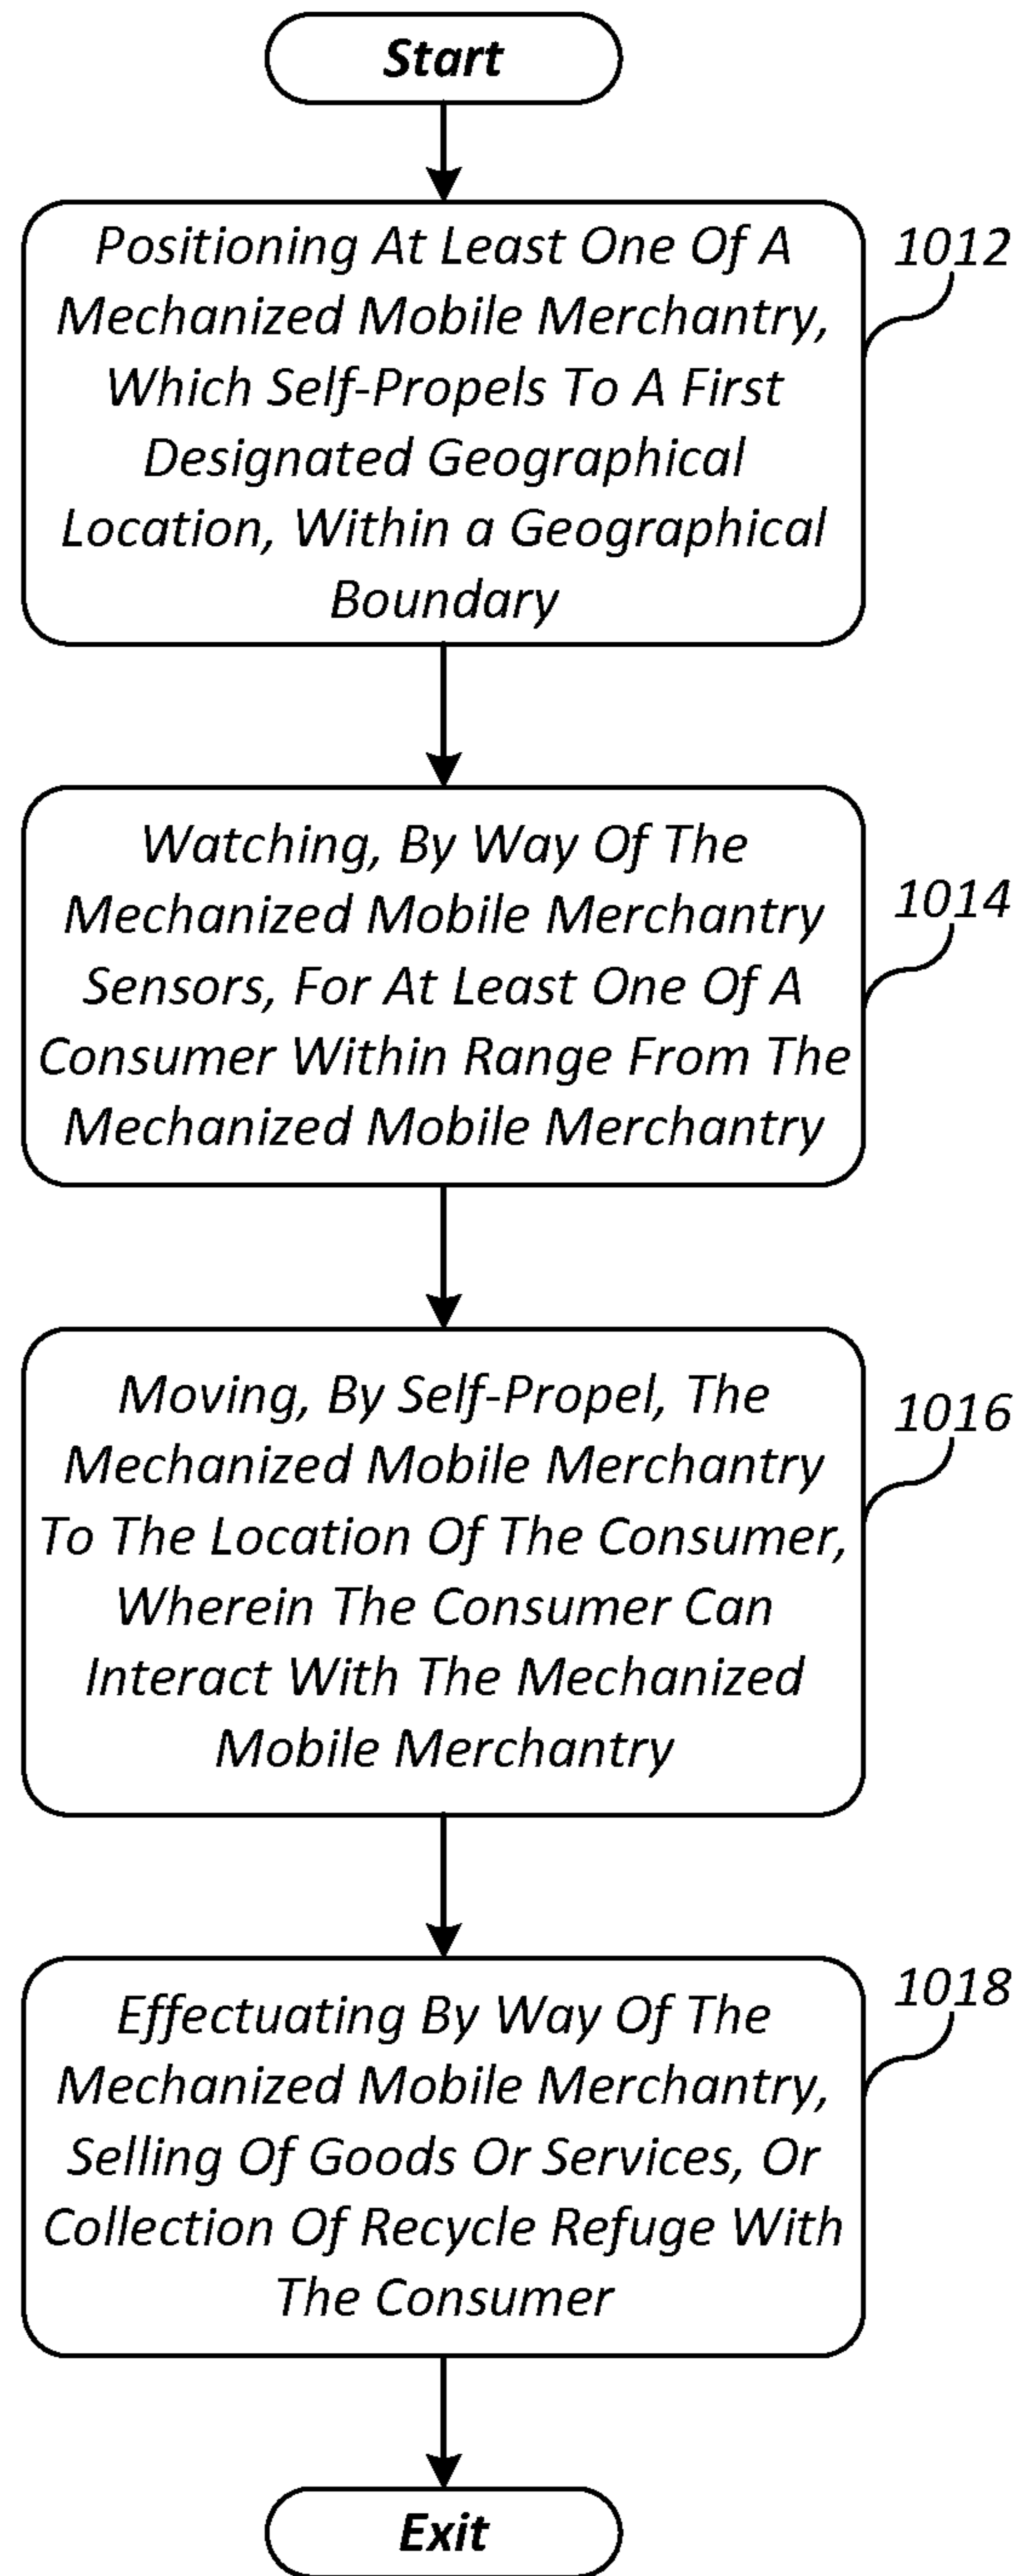 Start
Positioning At Least One Of A
1012
Mechanized Mobile Merchantry,
Which Self-Propels To A First
Designated Geographical
Location, Within a Geographical
Boundary
Watching, By Way Of The
1014
Mechanized Mobile Merchantry
Sensors, For At Least One Of A
Consumer Within Range From The
Mechanized Mobile Merchantry
Moving, By Self-Propel, The
1016
Mechanized Mobile Merchantry
To The Location Of The Consumer,
Wherein The Consumer Can
Interact With The Mechanized
Mobile Merchantry
Effectuating By Way Of The
1018
Mechanized Mobile Merchantry,
Selling Of Goods Or Services, Or
Collection Of Recycle Refuge With
The Consumer
Exit